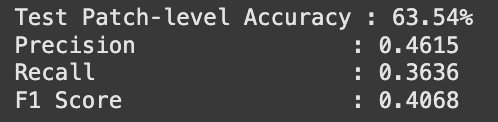 Test Patch-level Accuracy : 63.54%
Precision : 0.4615
Recall : 0.3636
F1 Score : 0.4068